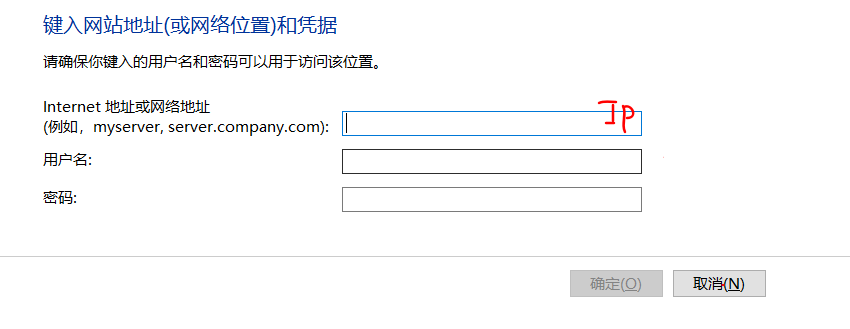 键入网站地址(或网络位置)和凭据
请确保你键入的用户名和密码可以用于访问该位置。
Internet 地址或网络地址
(例如，myserver, server.company.com):
Ip
用户名:
密码:
确定(O)
取消(N)